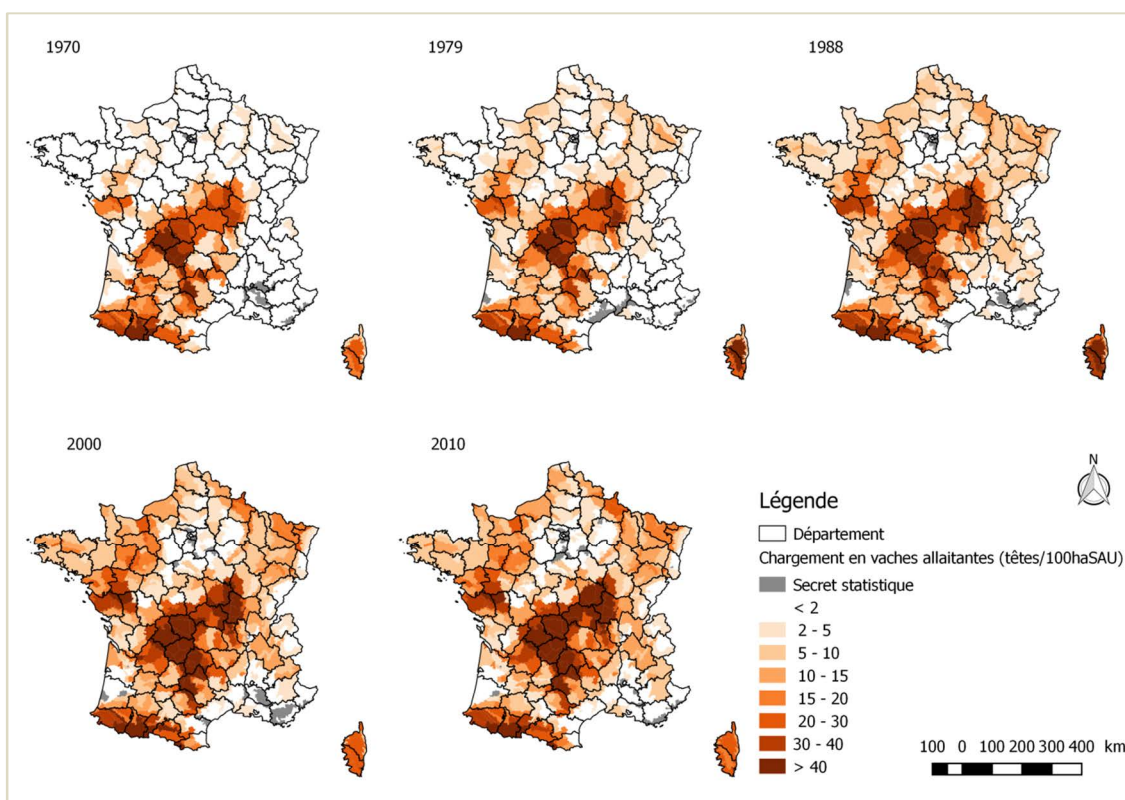 1970
1979
1988
2000
2010
N
Légende
Département
Chargement en vaches allaitantes (têtes/100haSAU)
Secret statistique
< 2
2 - 5
5 - 10
10 - 15
15 - 20
20 - 30
30 - 40
> 40
100 0 100 200 300 400 km